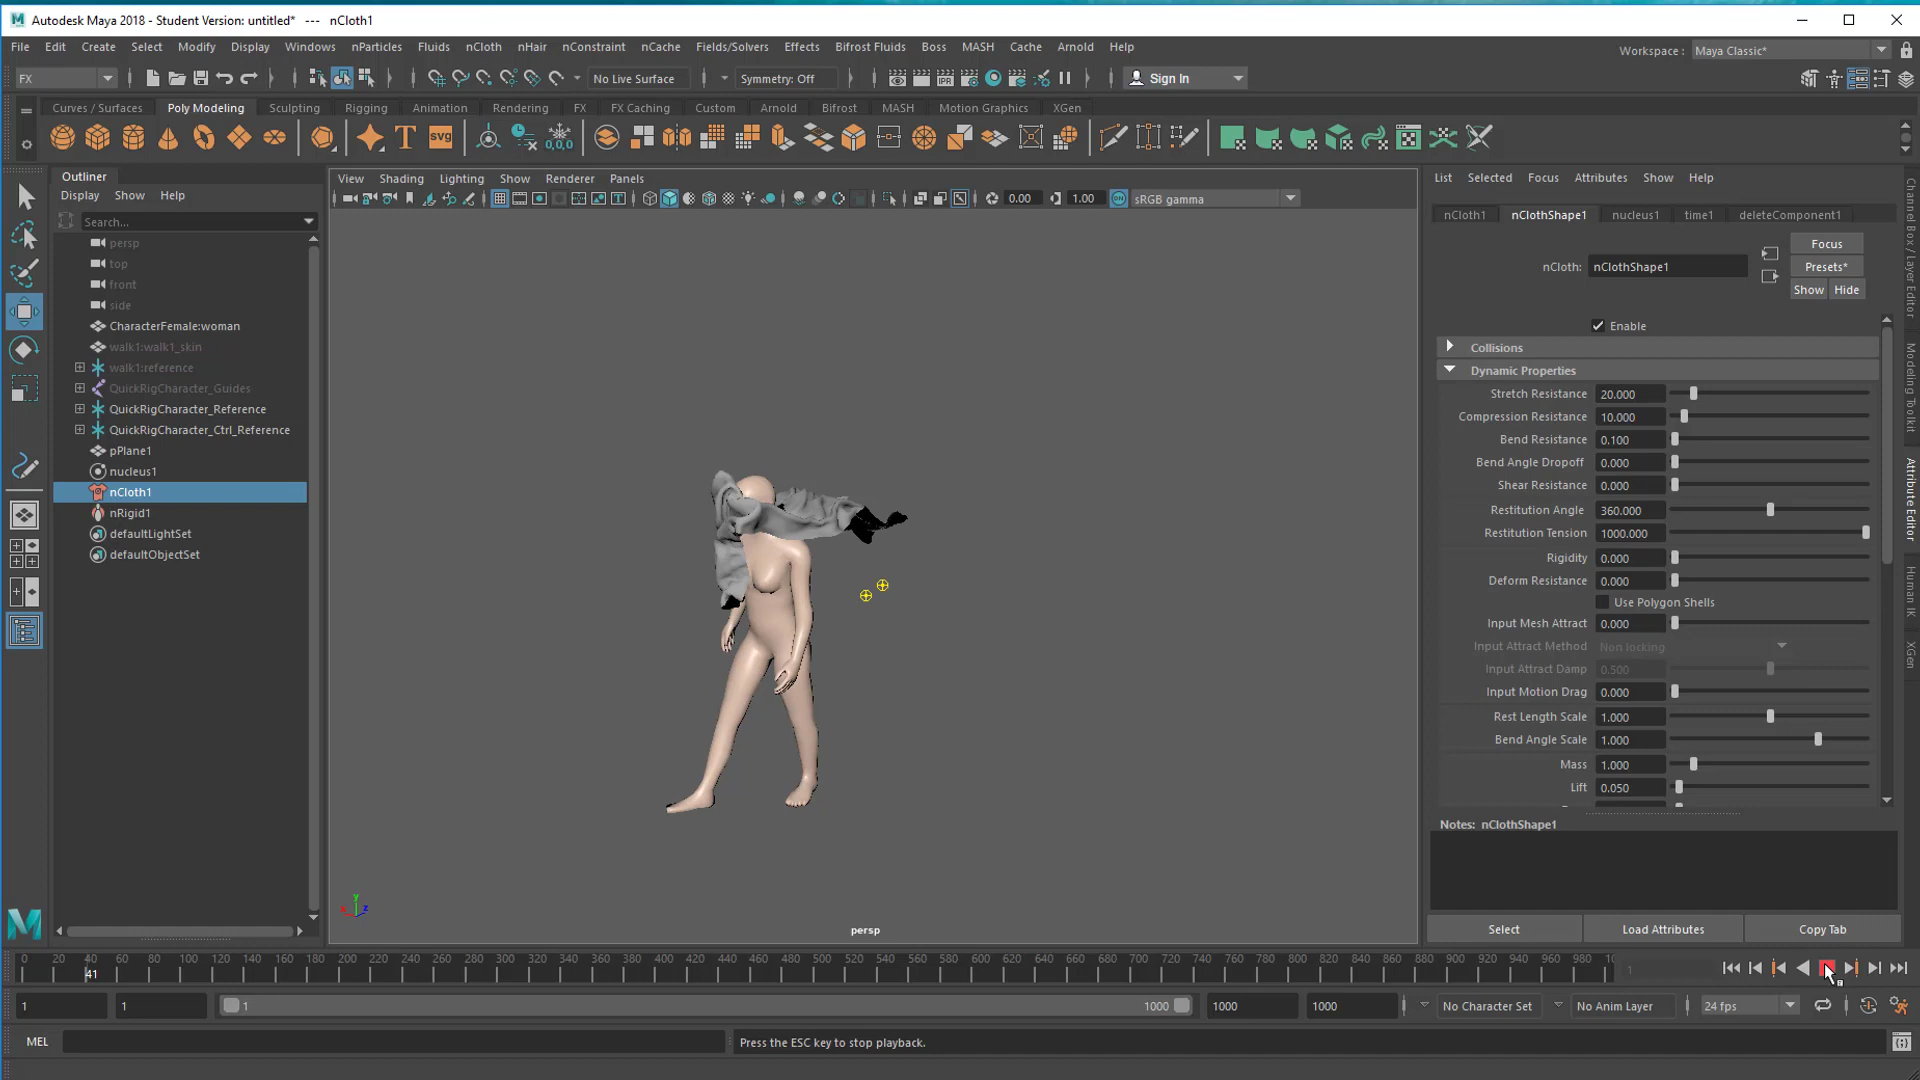 Autodesk Maya 2018 - Student Version: untitled* --- nCloth1
File Edit Create Select Modify Display Windows nParticles Fluids nCloth nHair nConstraint nCache Fields/Solvers Effects Bifrost Fluids Boss MASH Cache Arnold Help
Workspace : Maya Classic*
FX No Live Surface Symmetry: Off Sign In
Curves / Surfaces Poly Modeling Sculpting Rigging Animation Rendering FX FX Caching Custom Arnold Bifrost MASH Motion Graphics XGen
Outliner
Display Show Help
Search...
persp
top
front
side
CharacterFemale:woman
walk1:walk1_skin
walk1:reference
QuickRigCharacter_Guides
QuickRigCharacter_Reference
QuickRigCharacter_Ctrl_Reference
pPlane1
nucleus1
nCloth1
nRigid1
defaultLightSet
defaultObjectSet
View Shading Lighting Show Renderer Panels
0.00 1.00 sRGB gamma
persp
List Selected Focus Attributes Show Help
nCloth1 nClothShape1 nucleus1 time1 deleteComponent1
Focus
nCloth: nClothShape1 Presets*
Show Hide
Enable
Collisions
Dynamic Properties
Stretch Resistance 20.000
Compression Resistance 10.000
Bend Resistance 0.100
Bend Angle Dropoff 0.000
Shear Resistance 0.000
Restitution Angle 360.000
Restitution Tension 1000.000
Rigidity 0.000
Deform Resistance 0.000
Use Polygon Shells
Input Mesh Attract 0.000
Input Attract Method Non locking
Input Attract Damp 0.500
Input Motion Drag 0.000
Rest Length Scale 1.000
Bend Angle Scale 1.000
Mass 1.000
Lift 0.050
Notes: nClothShape1
Select Load Attributes Copy Tab
Channel Box / Layer Editor
Modeling Toolkit
Attribute Editor
Human IK
XGen
0 20 40 60 80 100 120 140 160 180 200 220 240 260 280 300 320 340 360 380 400 420 440 460 480 500 520 540 560 580 600 620 640 660 680 700 720 740 760 780 800 820 840 860 880 900 920 940 960 980
41
1
1 1 1 1000 1000 1000 No Character Set No Anim Layer 24 fps
MEL Press the ESC key to stop playback.